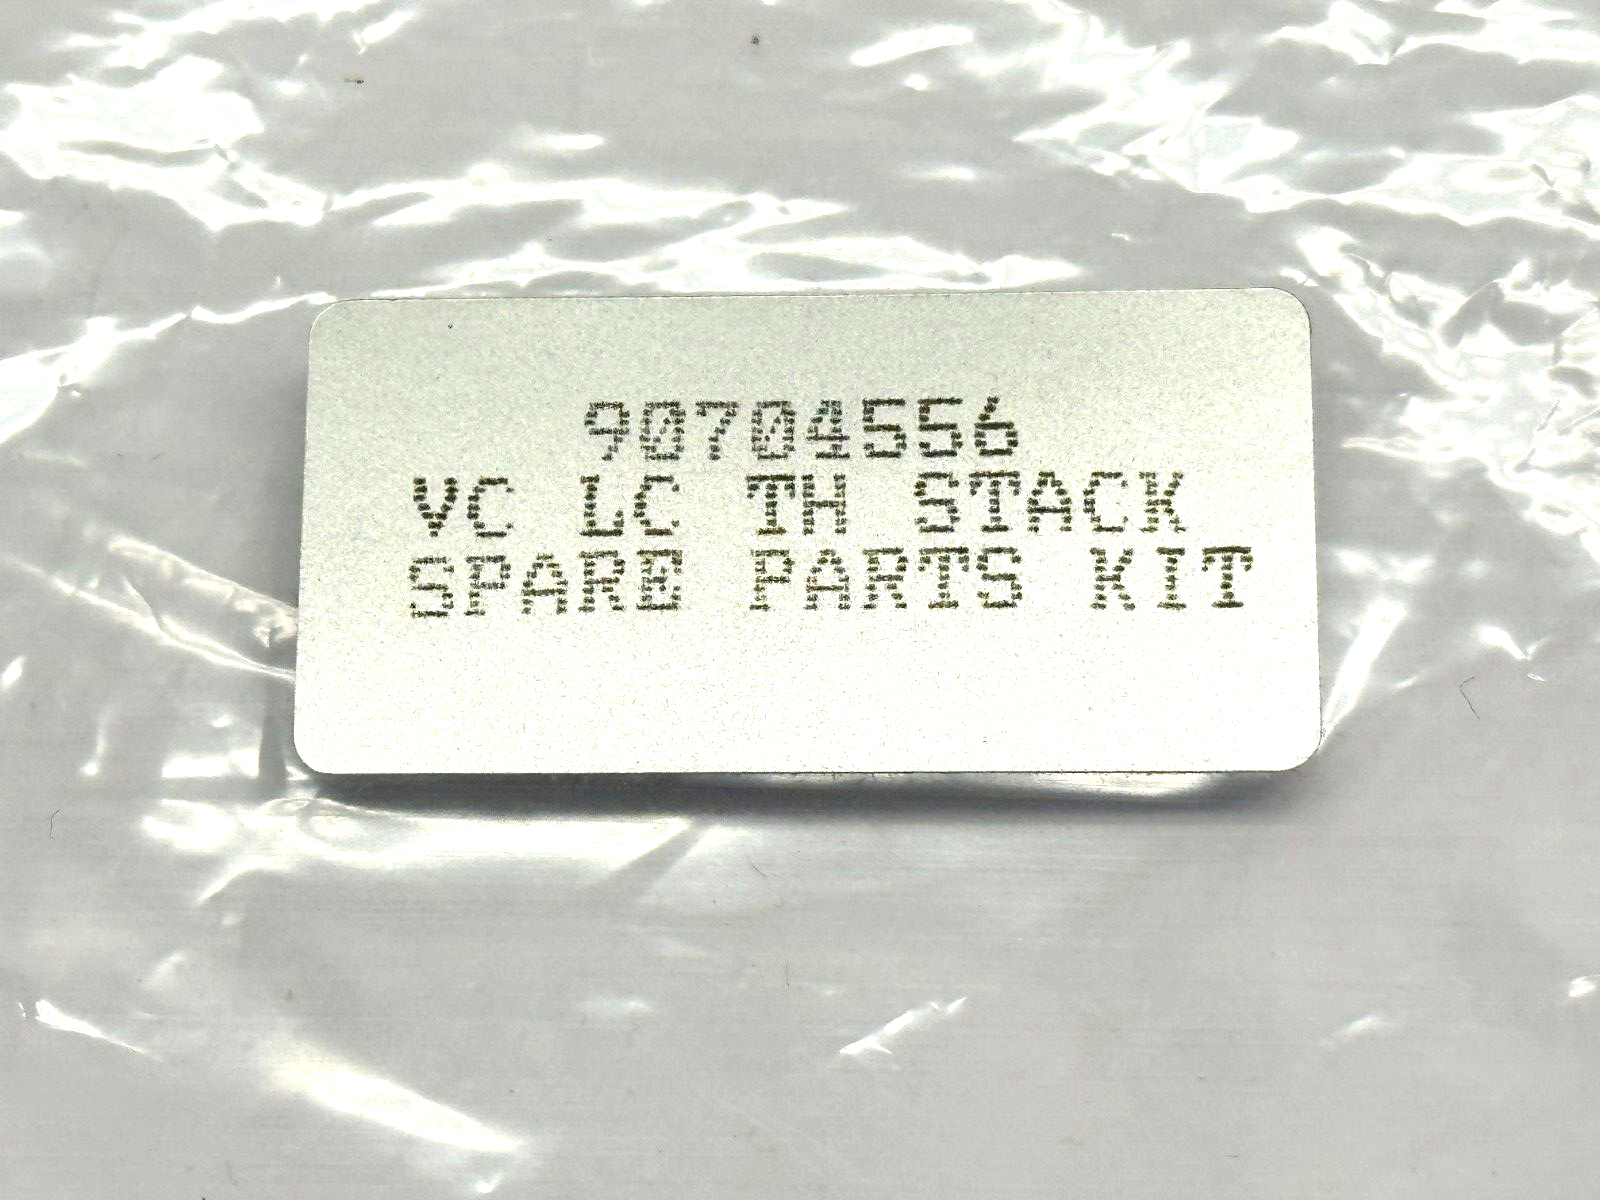 90704556
VC LC TH STACK
SPARE PARTS KIT